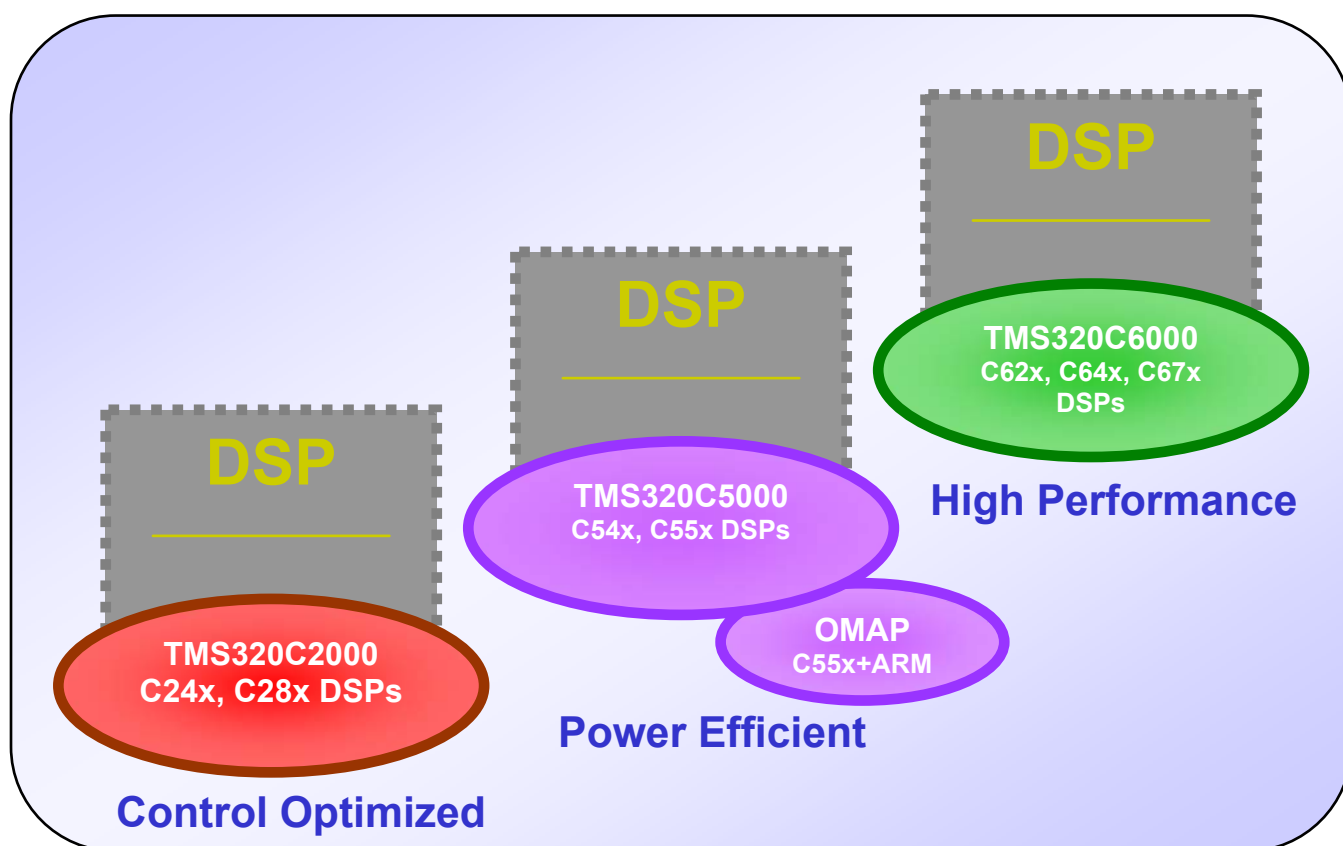 DSP
TMS320C2000
C24x, C28x DSPs
Control Optimized
DSP
TMS320C5000
C54x, C55x DSPs
OMAP
C55x+ARM
Power Efficient
DSP
TMS320C6000
C62x, C64x, C67x
DSPs
High Performance